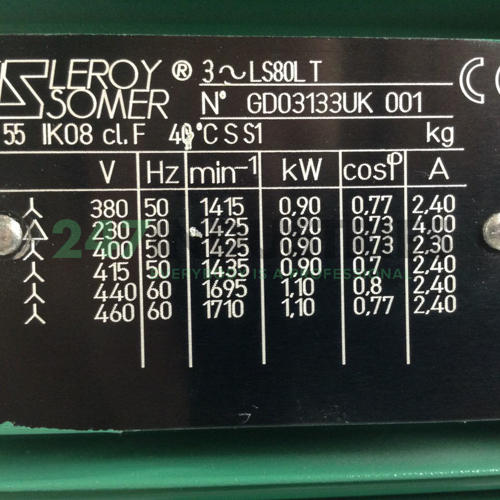 LEROY ® 3~LS80L T
SOMER N° GD03133UK 001
55 IK08 cl.F 40°C S S1 kg
V Hz min-1 kW cosφ A
380 50 1415 0,90 0,77 2,40
230 50 1425 0,90 0,73 4,00
400 50 1425 0,90 0,73 2,30
415 50 1435 0,90 0,7 2,40
440 60 1695 1,10 0,8 2,40
460 60 1710 1,10 0,77 2,40
247